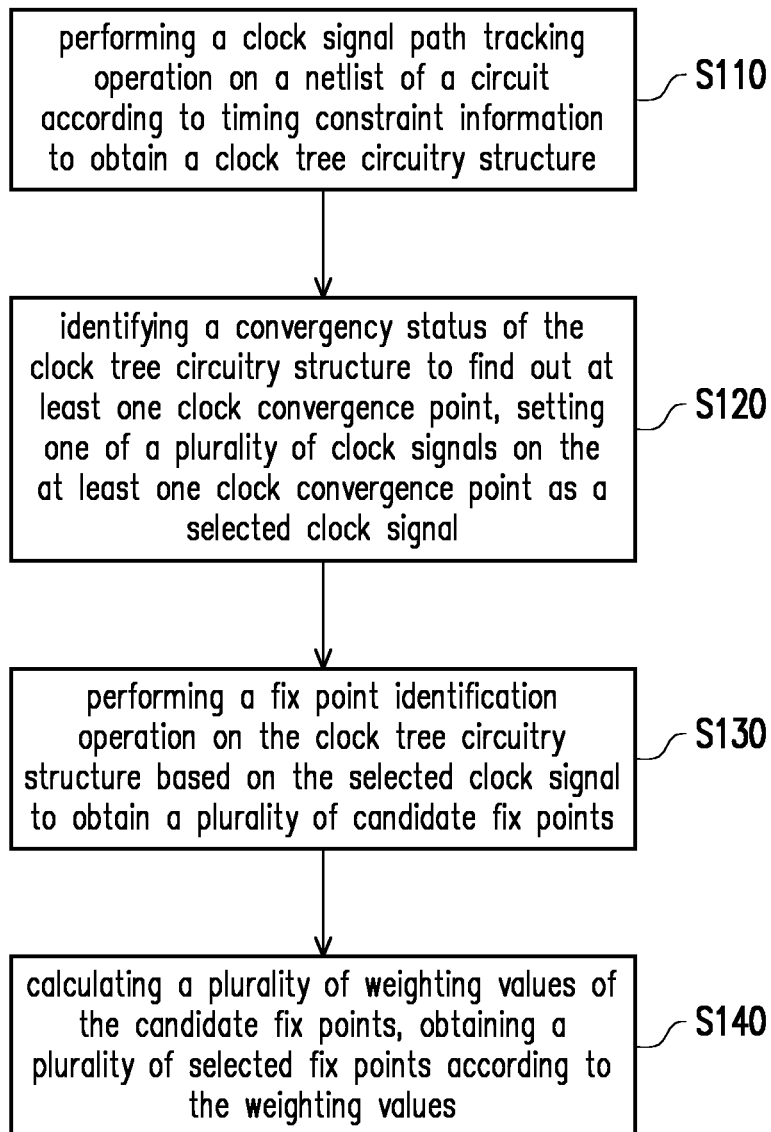 performing a clock signal path tracking
operation on a netlist of a circuit
according to timing constraint information
to obtain a clock tree circuitry structure
S110
identifying a convergency status of the
clock tree circuitry structure to find out at
least one clock convergence point, setting
one of a plurality of clock signals on the
at least one clock convergence point as a
selected clock signal
S120
performing a fix point identification
operation on the clock tree circuitry
structure based on the selected clock signal
to obtain a plurality of candidate fix points
S130
calculating a plurality of weighting values of
the candidate fix points, obtaining a
plurality of selected fix points according to
the weighting values
S140